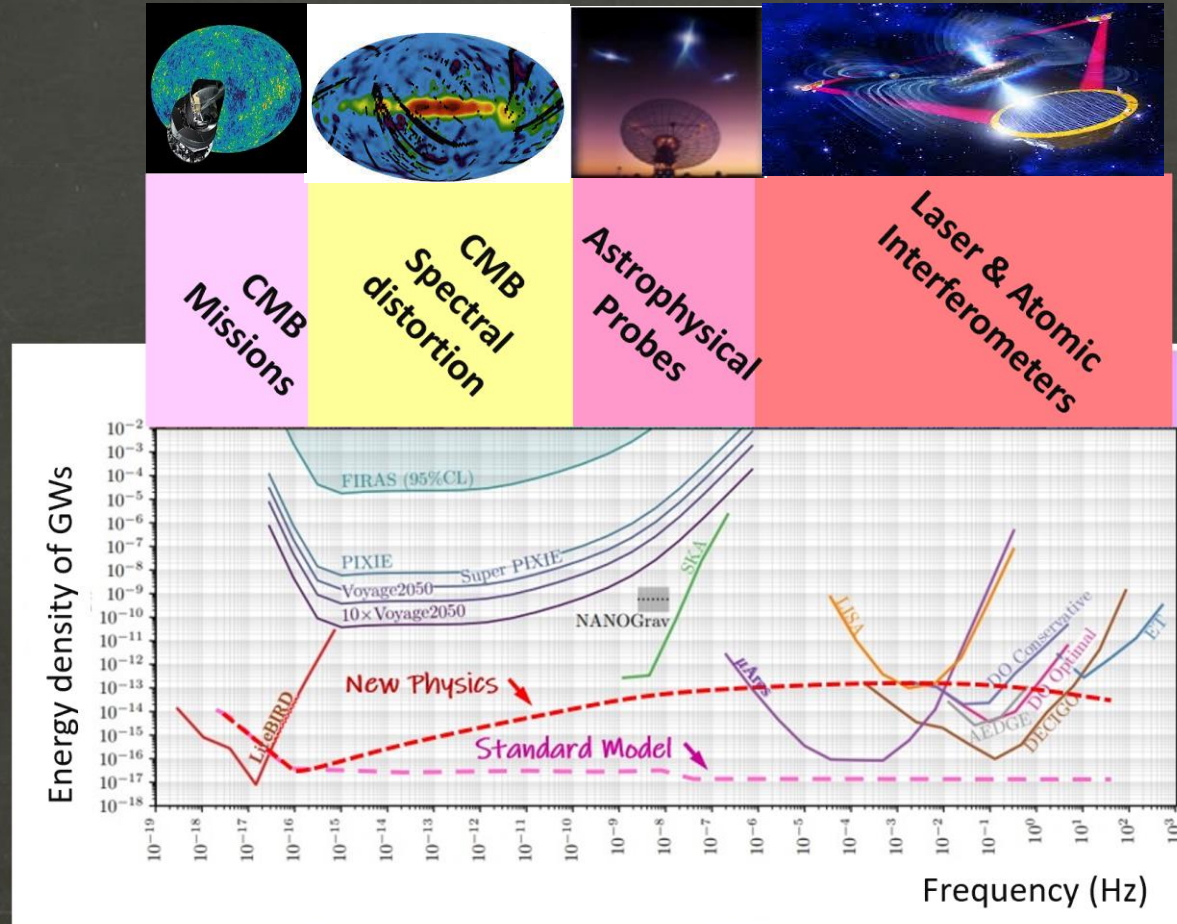 CMB
Missions
CMB
Spectral
distortion
Astrophysical
Probes
Laser & Atomic
Interferometers
Energy density of GWs
10⁻²
10⁻³
10⁻⁴
10⁻⁵
10⁻⁶
10⁻⁷
10⁻⁸
10⁻⁹
10⁻¹⁰
10⁻¹¹
10⁻¹²
10⁻¹³
10⁻¹⁴
10⁻¹⁵
10⁻¹⁶
10⁻¹⁷
10⁻¹⁸
FIRAS (95%CL)
PIXIE
Super PIXIE
Voyage2050
10×Voyage2050
SKA
NANOGrav
LiteBIRD
New Physics
Standard Model
μAres
LISA
DO Conservative
DO Optimal
AEDGE
DECIGO
ET
10⁻¹⁹
10⁻¹⁸
10⁻¹⁷
10⁻¹⁶
10⁻¹⁵
10⁻¹⁴
10⁻¹³
10⁻¹²
10⁻¹¹
10⁻¹⁰
10⁻⁹
10⁻⁸
10⁻⁷
10⁻⁶
10⁻⁵
10⁻⁴
10⁻³
10⁻²
10⁻¹
10⁰
10¹
10²
10³
Frequency (Hz)